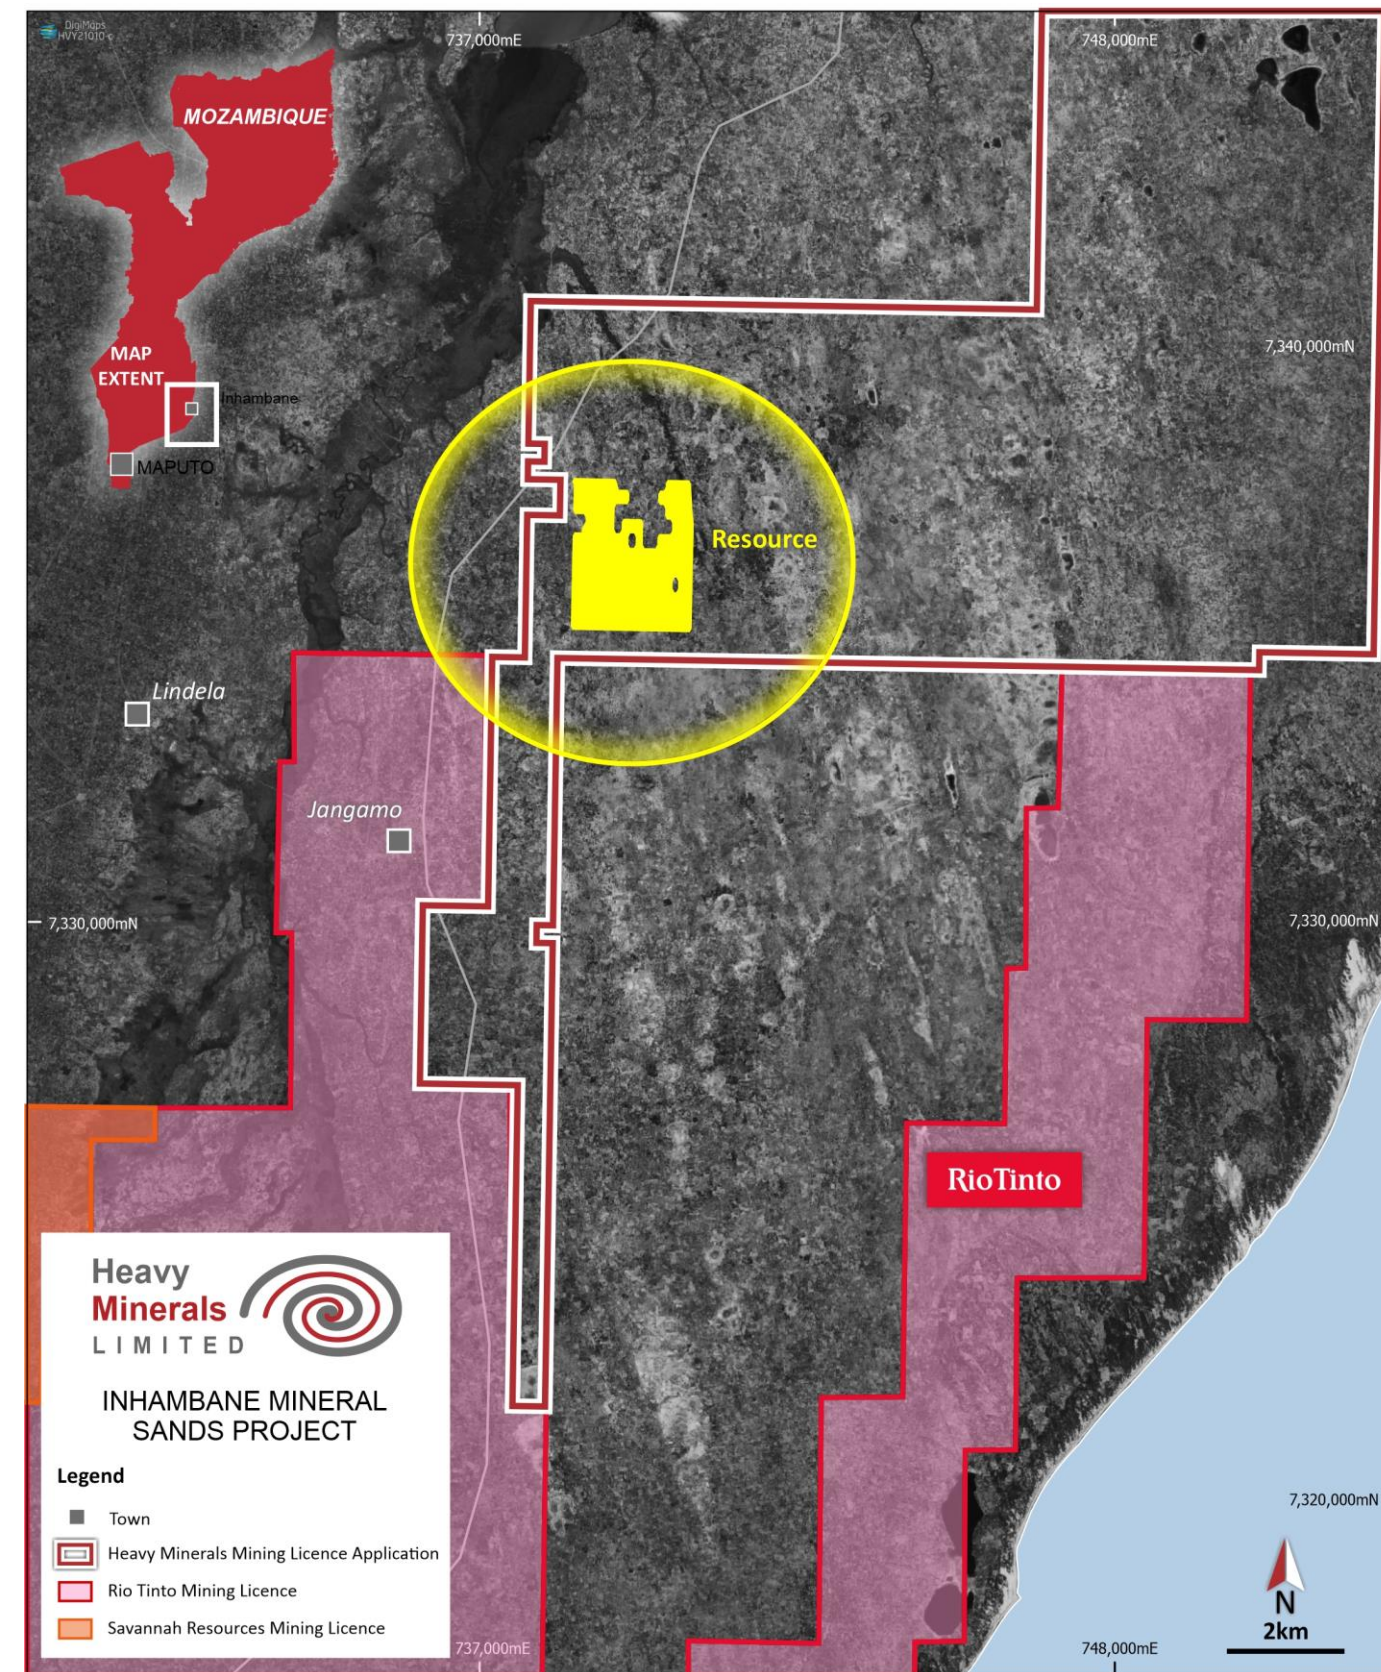 DigiMaps
HVY21010 ©
737,000mE
748,000mE
MOZAMBIQUE
7,340,000mN
MAP
EXTENT
Inhambane
MAPUTO
Resource
Lindela
Jangamo
7,330,000mN
7,330,000mN
RioTinto
Heavy
Minerals
LIMITED
INHAMBANE MINERAL
SANDS PROJECT
Legend
Town
Heavy Minerals Mining Licence Application
Rio Tinto Mining Licence
Savannah Resources Mining Licence
7,320,000mN
N
2km
737,000mE
748,000mE